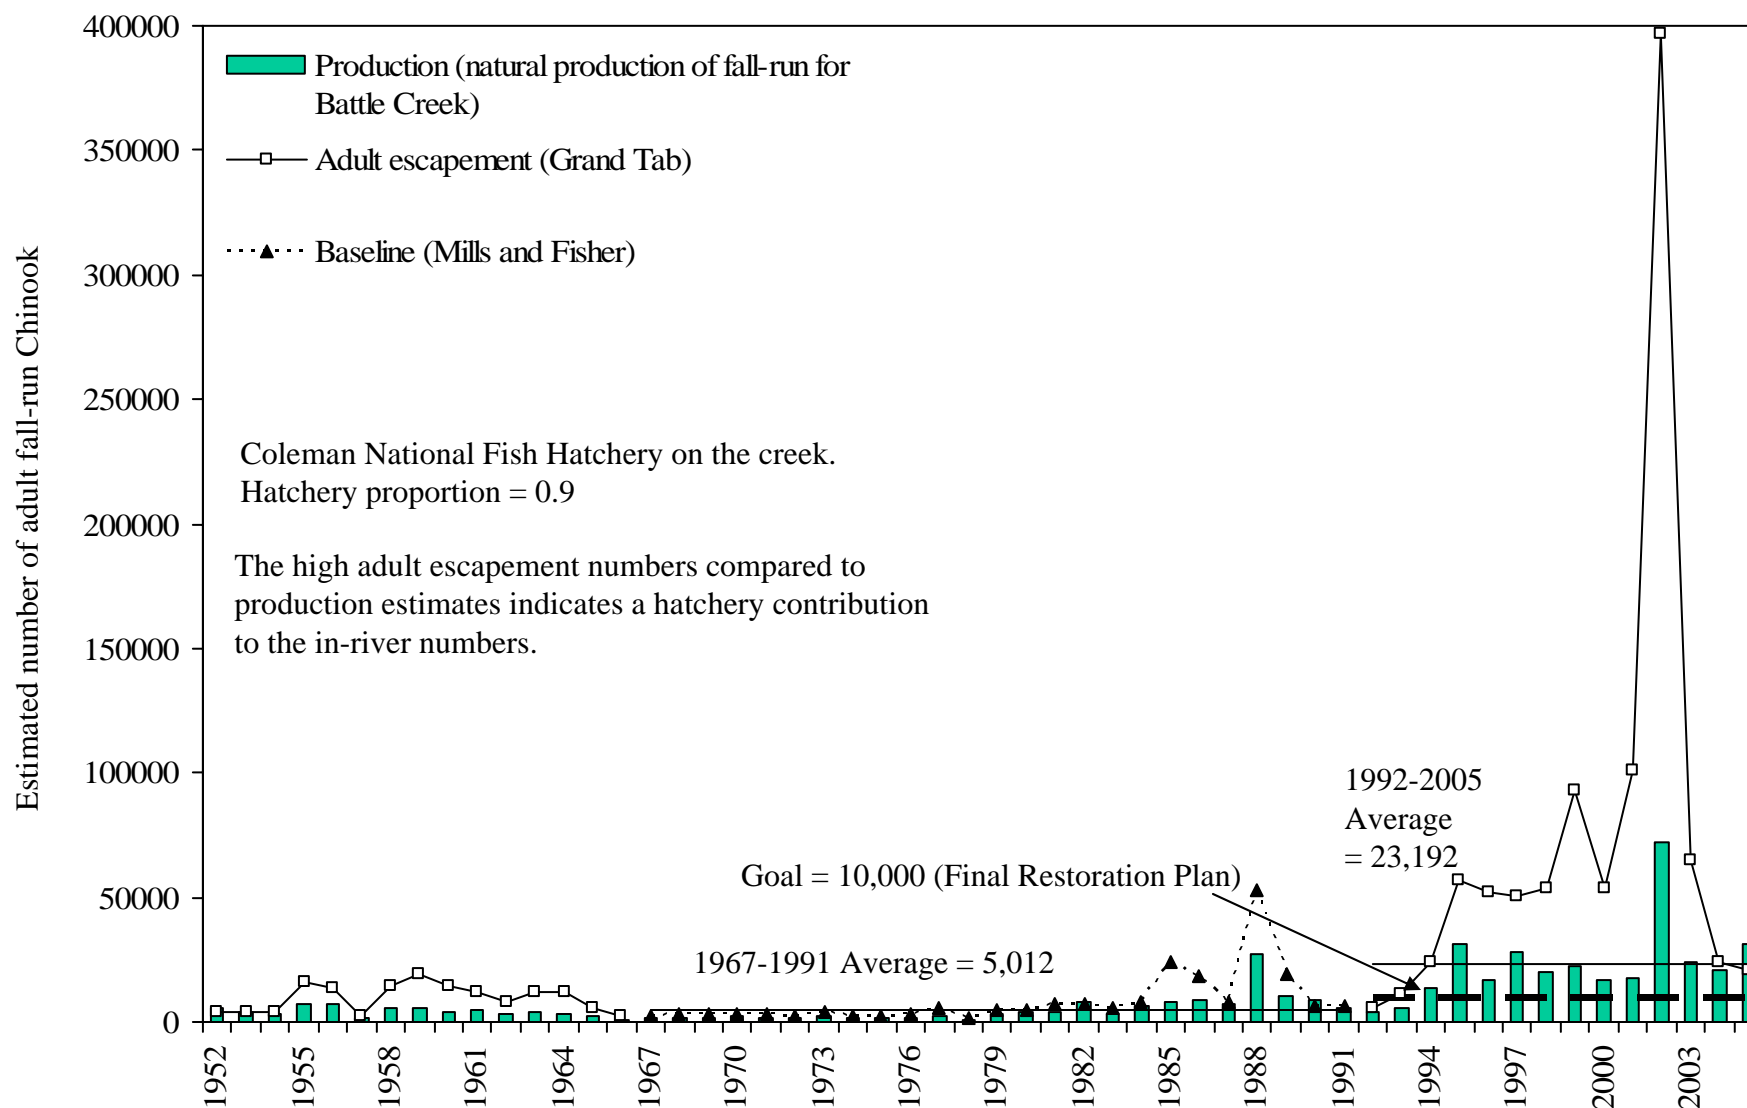 400000
350000
300000
250000
200000
150000
100000
50000
0
Estimated number of adult fall-run Chinook
Production (natural production of fall-run for
Battle Creek)
Adult escapement (Grand Tab)
Baseline (Mills and Fisher)
Coleman National Fish Hatchery on the creek.
Hatchery proportion = 0.9
The high adult escapement numbers compared to
production estimates indicates a hatchery contribution
to the in-river numbers.
1992-2005
Average
= 23,192
Goal = 10,000 (Final Restoration Plan)
1967-1991 Average = 5,012
1952
1955
1958
1961
1964
1967
1970
1973
1976
1979
1982
1985
1988
1991
1994
1997
2000
2003